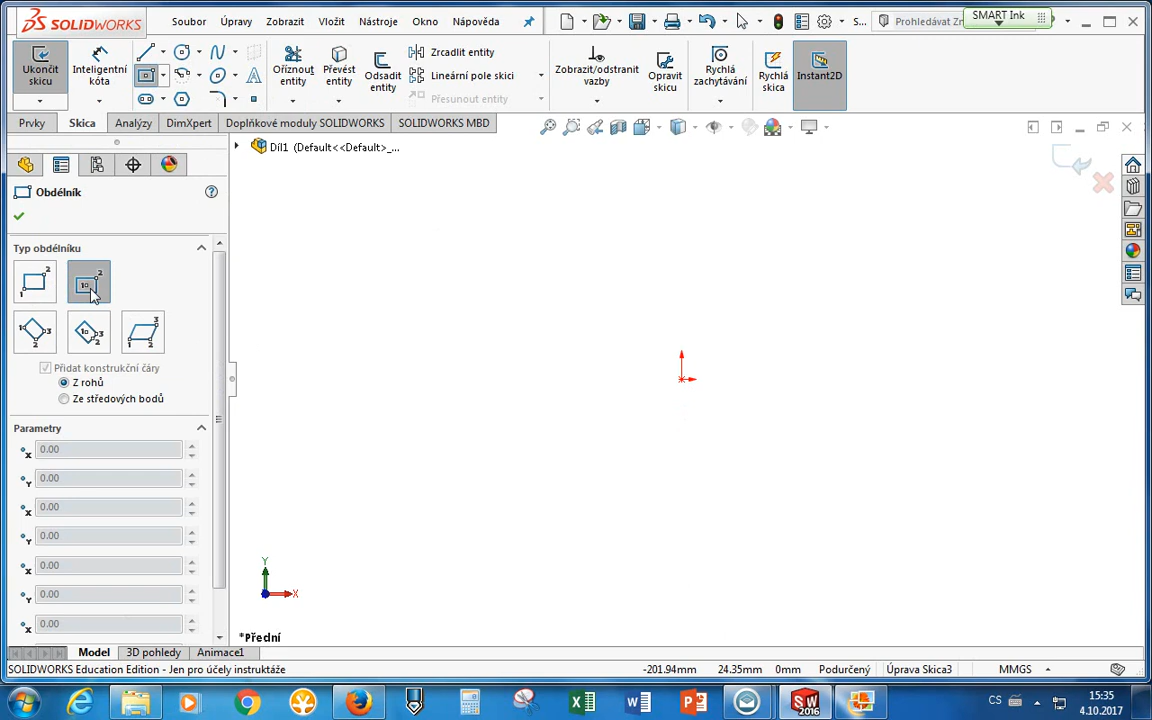 SOLIDWORKS
Soubor
Úpravy
Zobrazit
Vložit
Nástroje
Okno
Nápověda
S...
Prohledávat Zn
SMART Ink
Ukončit skicu
Inteligentní kóta
Oříznout entity
Převést entity
Odsadit entity
Zrcadlit entity
Lineární pole skici
Přesunout entity
Zobrazit/odstranit vazby
Opravit skicu
Rychlá zachytávání
Rychlá skica
Instant2D
Prvky
Skica
Analýzy
DimXpert
Doplňkové moduly SOLIDWORKS
SOLIDWORKS MBD
Díl1 (Default<<Default>_...
Obdélník
Typ obdélníku
Přidat konstrukční čáry
Z rohů
Ze středových bodů
Parametry
x 0.00
Y 0.00
x 0.00
Y 0.00
x 0.00
Y 0.00
x 0.00
Y
X
*Přední
Model
3D pohledy
Animace1
SOLIDWORKS Education Edition - Jen pro účely instruktáže
-201.94mm
24.35mm
0mm
Podurčený
Úprava Skica3
MMGS
CS
15:35
4.10.2017